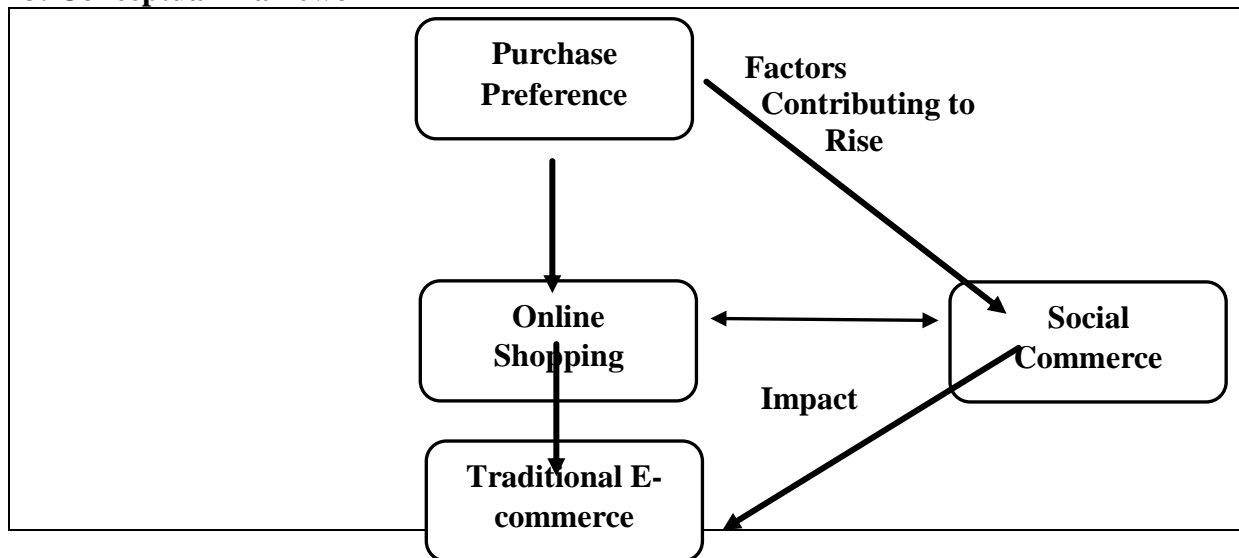 Purchase
Preference
Factors
Contributing to
Rise
Online
Shopping
Social
Commerce
Impact
Traditional E-
commerce